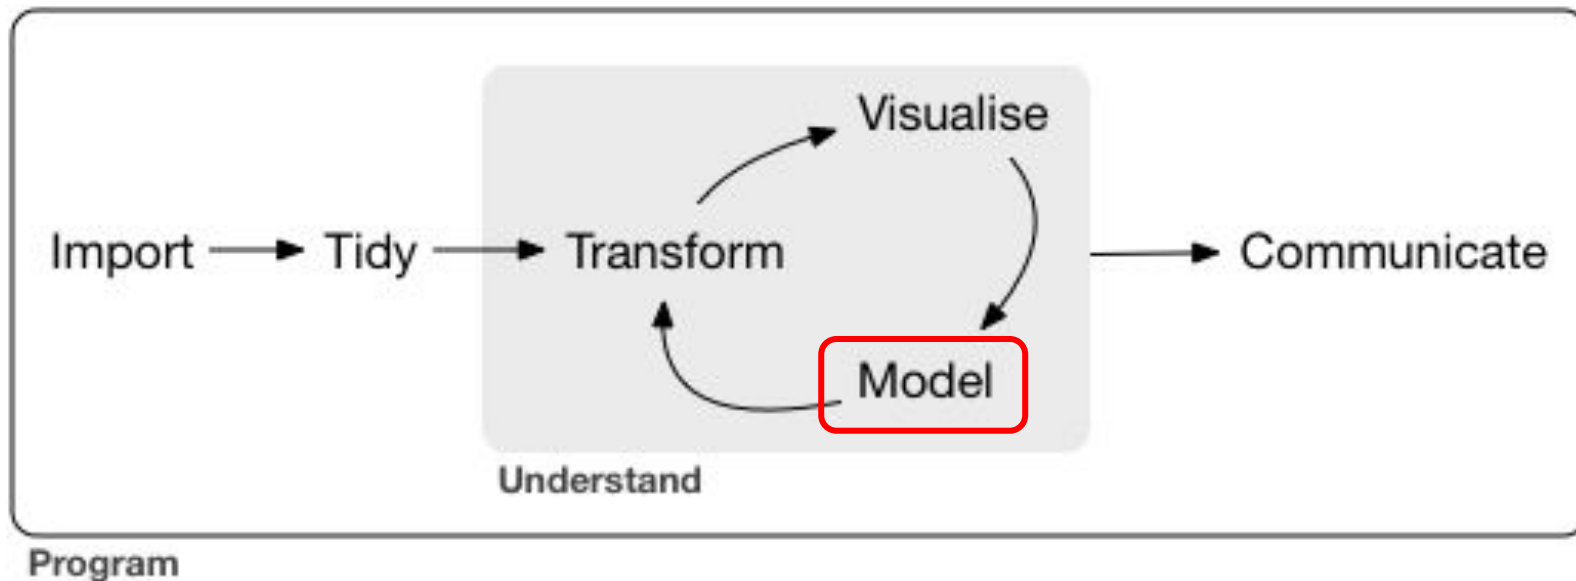 Visualise
Import Tidy Transform Communicate
Model
Understand
Program